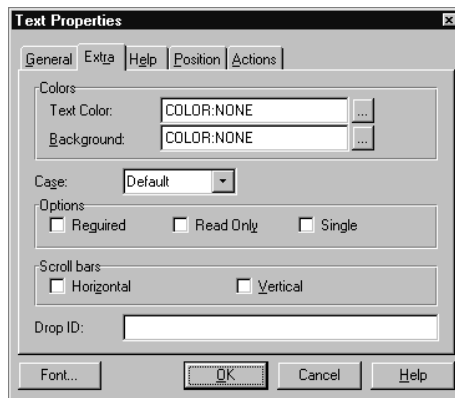 Text Properties
General Extra Help Position Actions
Colors
Text Color: COLOR:NONE ...
Background: COLOR:NONE ...
Case: Default
Options
Required Read Only Single
Scroll bars
Horizontal Vertical
Drop ID:
Font... OK Cancel Help